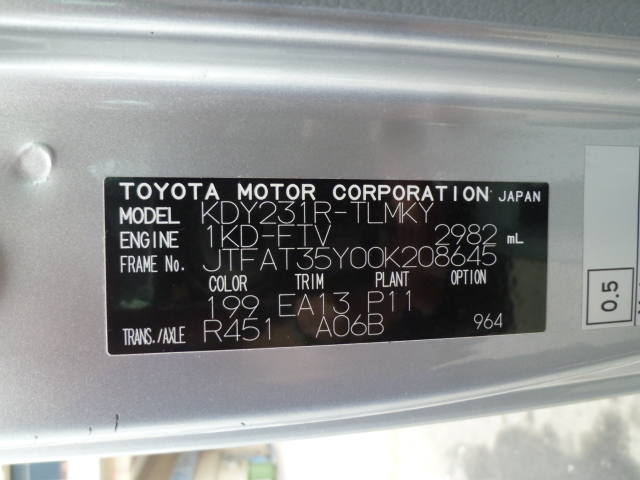 TOYOTA MOTOR CORPORATION JAPAN
MODEL KDY231R-TLMKY
ENGINE 1KD-FTV 2982 mL
FRAME No. JTFAT35Y00K208645
COLOR TRIM PLANT OPTION
199 EA13 P11
TRANS./AXLE R451 A06B 964
0.5